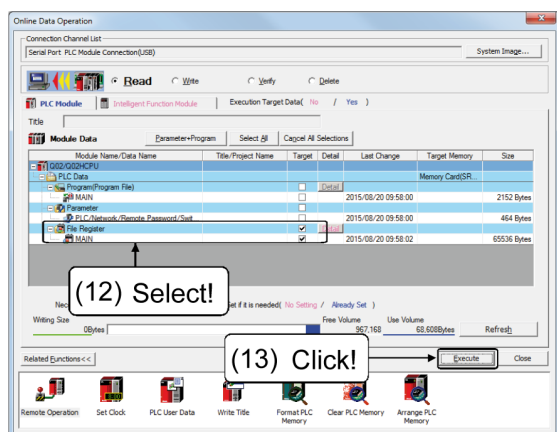 Online Data Operation
Connection Channel List
Serial Port PLC Module Connection(USB)
System Image...
Read Write Verify Delete
PLC Module Intelligent Function Module Execution Target Data( No / Yes )
Title
Module Data Parameter+Program Select All Cancel All Selections
Module Name/Data Name Title/Project Name Target Detail Last Change Target Memory Size
Q02/Q02HCPU
PLC Data Memory Card(SR...
Program(Program File) Detail
MAIN 2015/08/20 09:58:00 2152 Bytes
Parameter
PLC/Network/Remote Password/Swit... 2015/08/20 09:58:00 464 Bytes
File Register Detail
MAIN 2015/08/20 09:58:02 65536 Bytes
(12) Select!
Set if it is needed( No Setting / Already Set )
Writing Size Free Volume Use Volume
0Bytes 967,168 68,608Bytes Refresh
(13) Click!
Related Functions<< Execute Close
Remote Operation Set Clock PLC User Data Write Title Format PLC Memory Clear PLC Memory Arrange PLC Memory